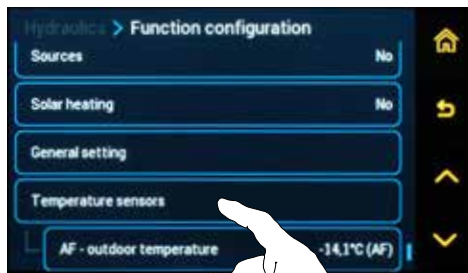 Hydraulics > Function configuration
Sources No
Solar heating No
General setting
Temperature sensors
AF - outdoor temperature -14,1°C (AF)